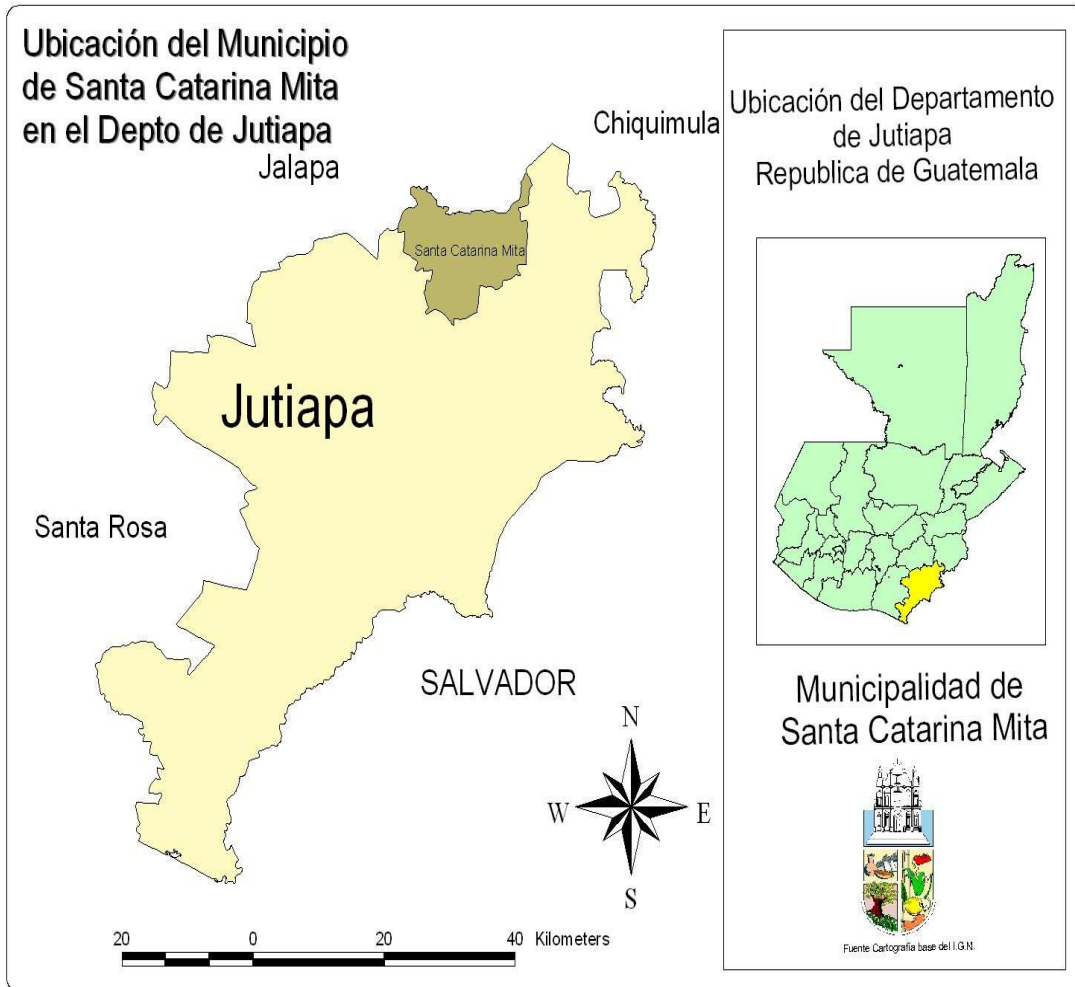 Ubicación del Municipio
de Santa Catarina Mita
en el Depto de Jutiapa
Jalapa
Chiquimula
Santa Catarina Mita
Jutiapa
Santa Rosa
SALVADOR
N
W
E
S
20 0 20 40 Kilometers
Ubicación del Departamento
de Jutiapa
Republica de Guatemala
Municipalidad de
Santa Catarina Mita
Fuente Cartografía base del I.G.N.